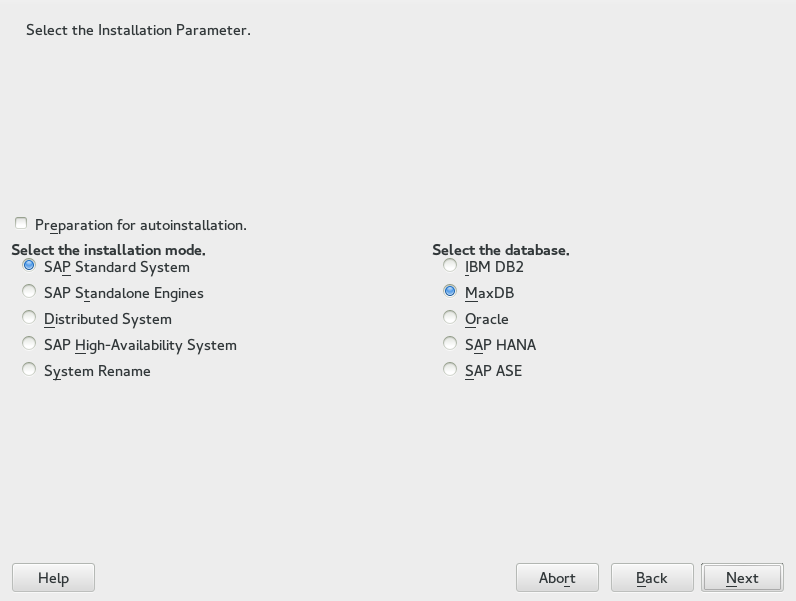 Select the Installation Parameter.
Preparation for autoinstallation.
Select the installation mode.
SAP Standard System
SAP Standalone Engines
Distributed System
SAP High-Availability System
System Rename
Select the database.
IBM DB2
MaxDB
Oracle
SAP HANA
SAP ASE
Help
Abort
Back
Next